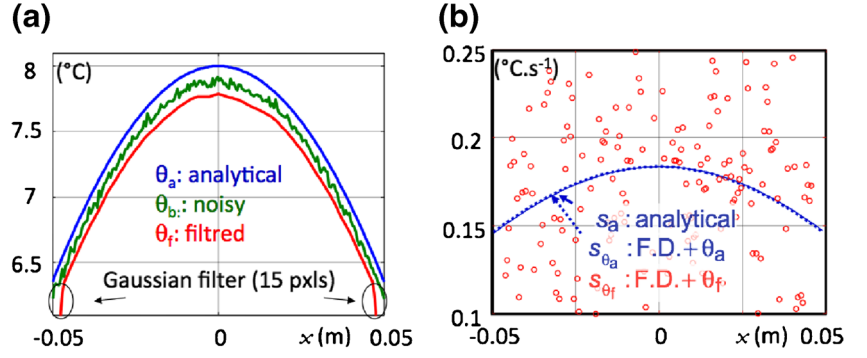 (a)
(°C)
8
7.5
7
6.5
θa: analytical
θb: noisy
θf: filtred
Gaussian filter (15 pxls)
-0.05
0
x (m)
0.05
(b)
0.25
(°C.s-1)
0.2
0.15
0.1
sa : analytical
sθa : F.D.+ θa
sθf : F.D.+ θf
-0.05
0
x (m)
0.05